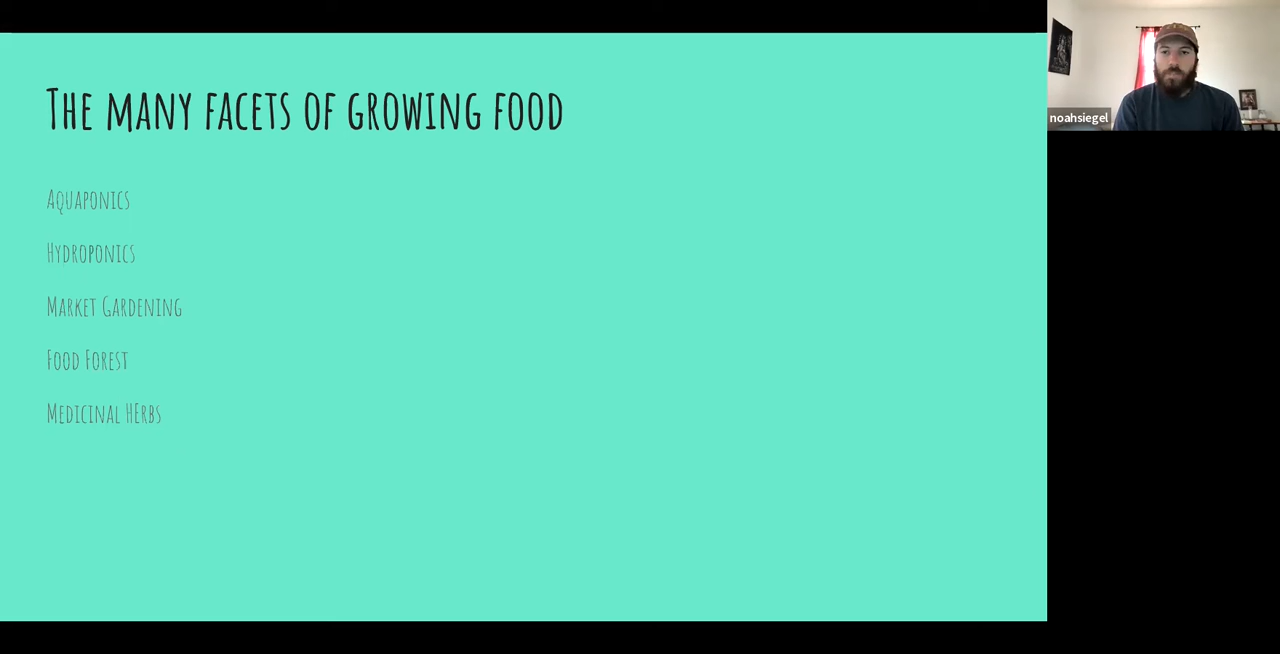 The many facets of growing food
Aquaponics
Hydroponics
Market Gardening
Food Forest
Medicinal HErbs
noahsiegel